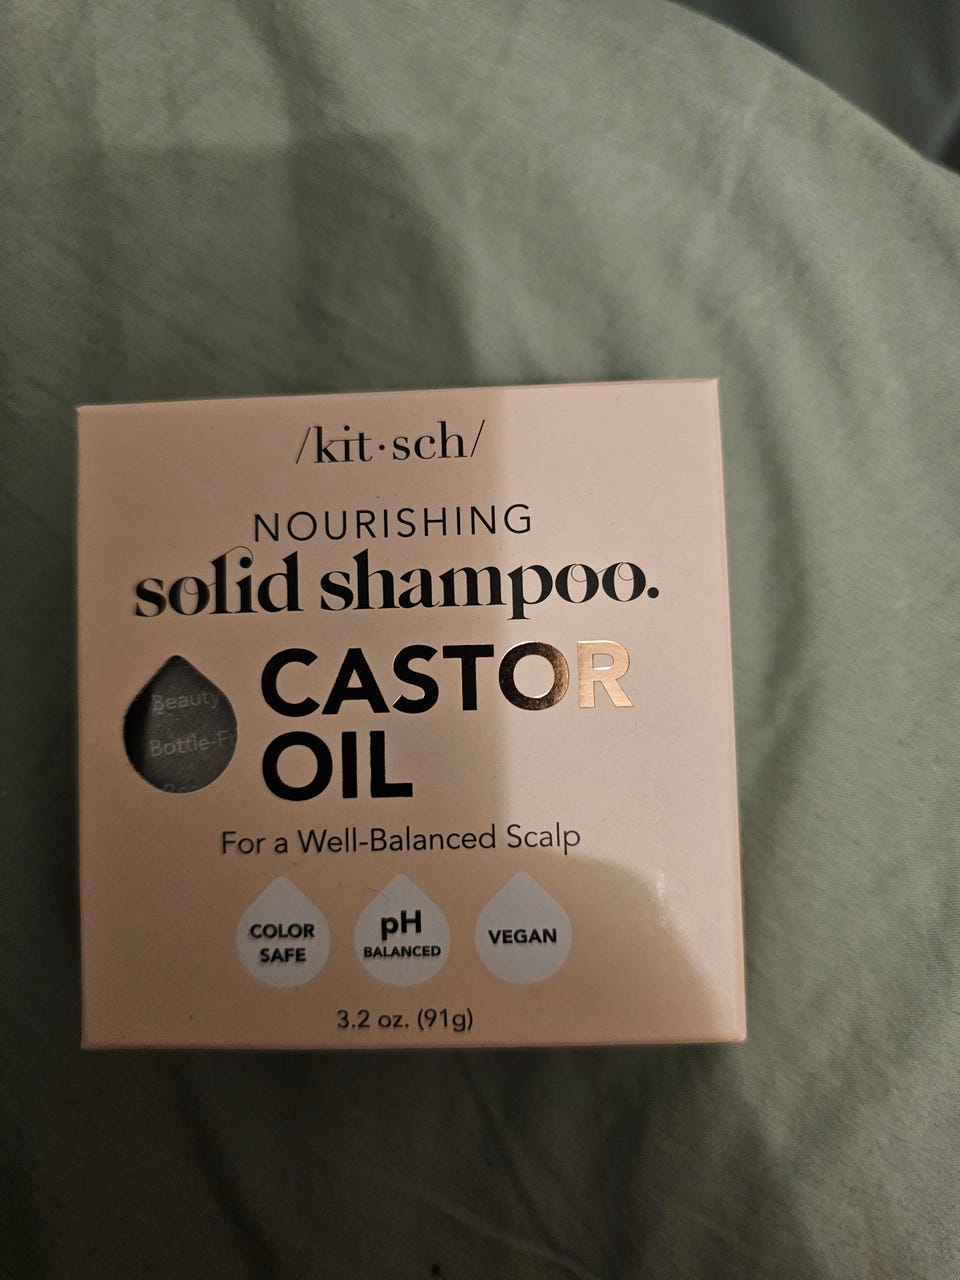 /kit·sch/
NOURISHING
solid shampoo.
CASTOR
OIL
Beauty
For a Well-Balanced Scalp
COLOR
SAFE
pH
BALANCED
VEGAN
3.2 oz. (91g)